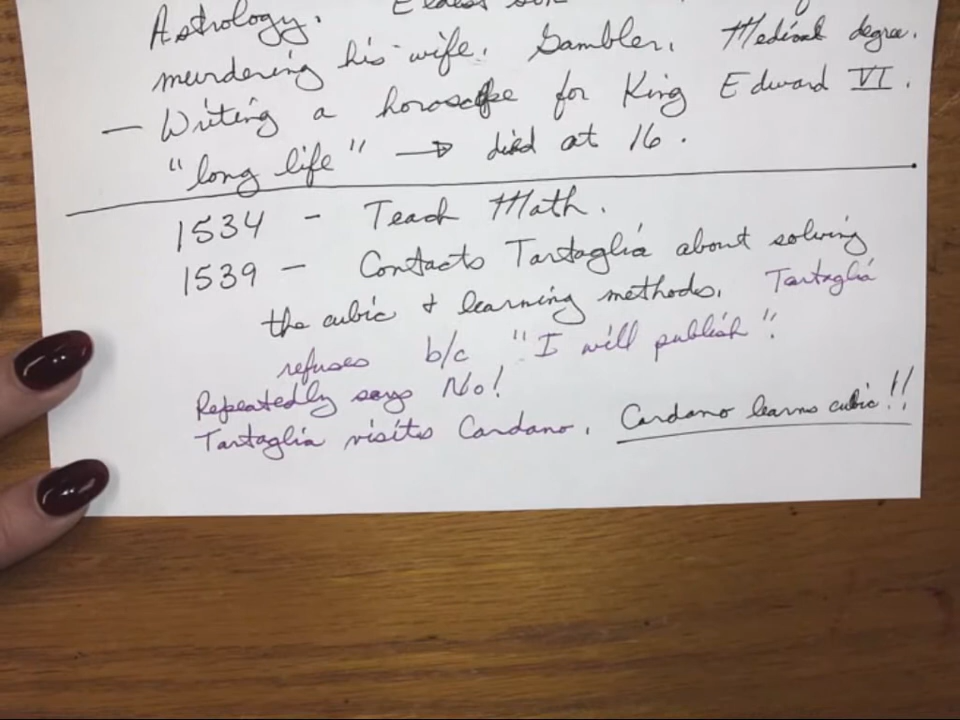 Astrology. Eldest son
murdering his wife. Gambler. Medical degree.
— Writing a horoscope for King Edward VI.
"long life" → died at 16.
1534 - Teach Math.
1539 - Contacts Tartaglia about solving
the cubic & learning methods. Tartaglia
refuses b/c "I will publish".
Repeatedly says No!
Tartaglia visits Cardano. Cardano learns cubic!!